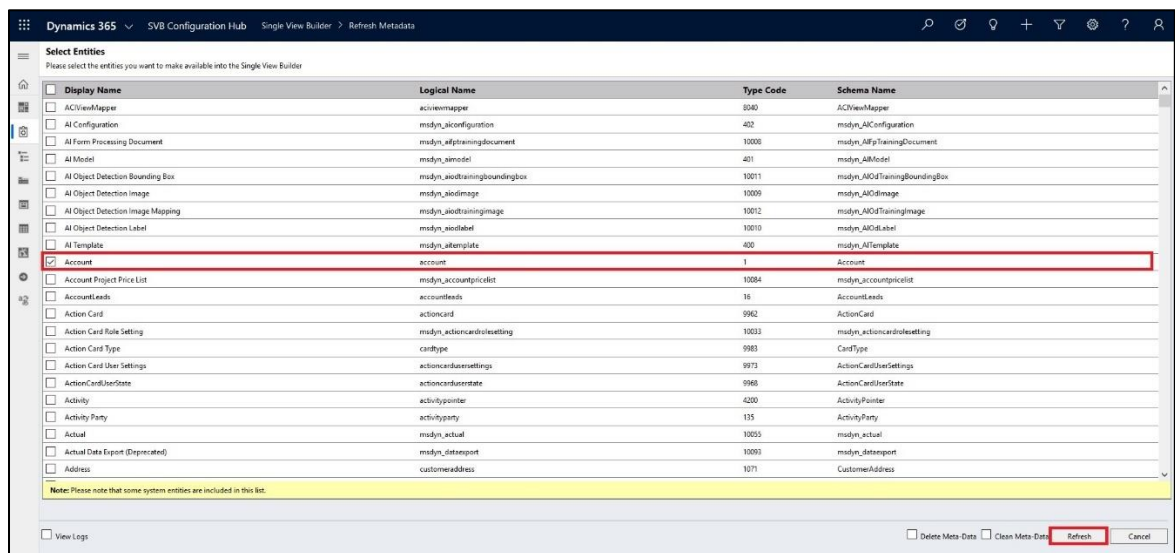 Dynamics 365 SVB Configuration Hub Single View Builder > Refresh Metadata
Select Entities
Please select the entities you want to make available into the Single View Builder
Display Name Logical Name Type Code Schema Name
ACIViewMapper aciviewmapper 8040 ACIViewMapper
AI Configuration msdyn_aiconfiguration 402 msdyn_AIConfiguration
AI Form Processing Document msdyn_aifptrainingdocument 10008 msdyn_AIFpTrainingDocument
AI Model msdyn_aimodel 401 msdyn_AIModel
AI Object Detection Bounding Box msdyn_aiodtrainingboundingbox 10011 msdyn_AIOdTrainingBoundingBox
AI Object Detection Image msdyn_aiodimage 10009 msdyn_AIOdImage
AI Object Detection Image Mapping msdyn_aiodtrainingimage 10012 msdyn_AIOdTrainingImage
AI Object Detection Label msdyn_aiodlabel 10010 msdyn_AIOdLabel
AI Template msdyn_aitemplate 400 msdyn_AITemplate
Account account 1 Account
Account Project Price List msdyn_accountpricelist 10084 msdyn_accountpricelist
AccountLeads accountleads 16 AccountLeads
Action Card actioncard 9962 ActionCard
Action Card Role Setting msdyn_actioncardrolesetting 10033 msdyn_actioncardrolesetting
Action Card Type cardtype 9983 CardType
Action Card User Settings actioncardusersettings 9973 ActionCardUserSettings
ActionCardUserState actioncarduserstate 9968 ActionCardUserState
Activity activitypointer 4200 ActivityPointer
Activity Party activityparty 135 ActivityParty
Actual msdyn_actual 10055 msdyn_actual
Actual Data Export (Deprecated) msdyn_dataexport 10093 msdyn_dataexport
Address customeraddress 1071 CustomerAddress
Note: Please note that some system entities are included in this list.
View Logs Delete Meta-Data Clean Meta-Data Refresh Cancel